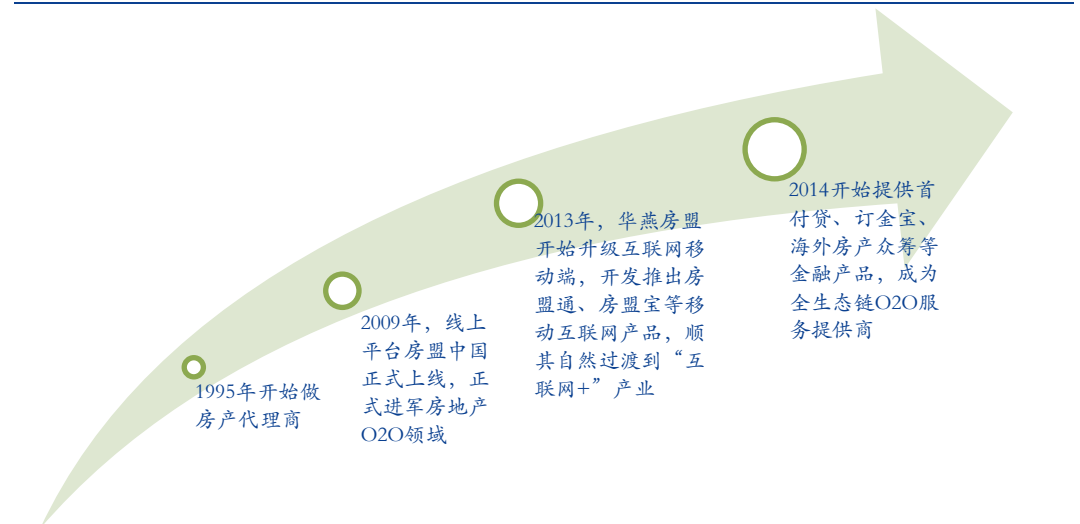 1995年开始做
房产代理商
2009年，线上
平台房盟中国
正式上线，正
式进军房地产
O2O领域
2013年，华燕房盟
开始升级互联网移
动端，开发推出房
盟通、房盟宝等移
动互联网产品，顺
其自然过渡到“互
联网+”产业
2014开始提供首
付贷、订金宝、
海外房产众筹等
金融产品，成为
全生态链O2O服
务提供商